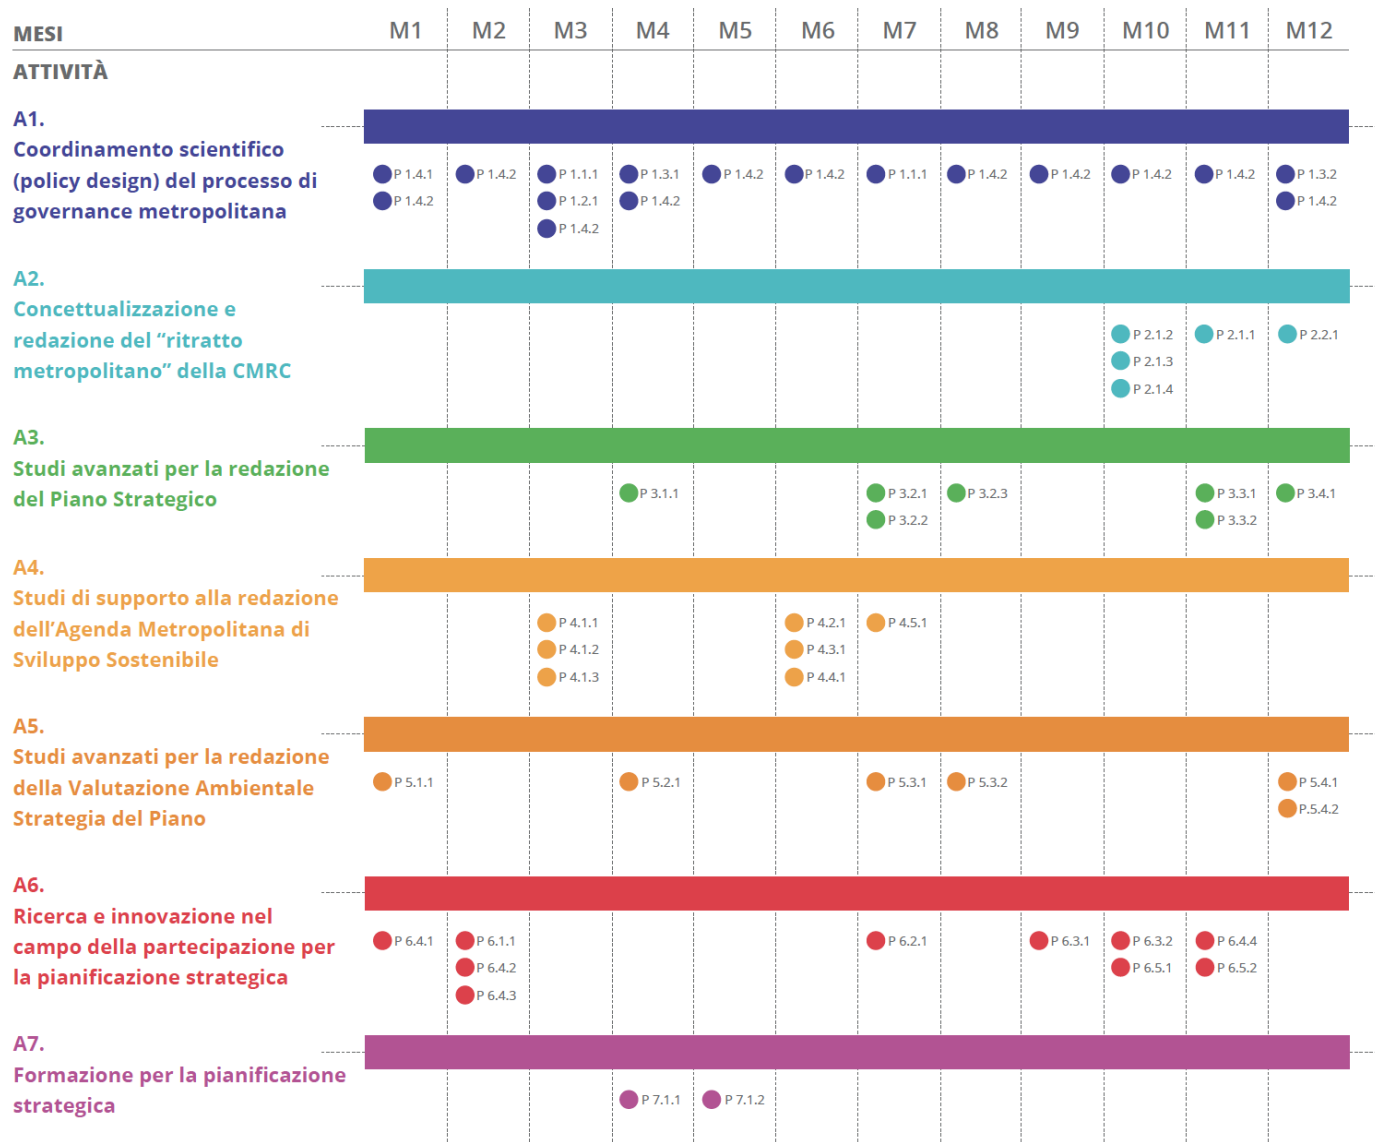 MESI M1 M2 M3 M4 M5 M6 M7 M8 M9 M10 M11 M12
ATTIVITÀ
A1.
Coordinamento scientifico
(policy design) del processo di
governance metropolitana
P 1.4.1 P 1.4.2 P 1.1.1 P 1.3.1 P 1.4.2 P 1.4.2 P 1.1.1 P 1.4.2 P 1.4.2 P 1.4.2 P 1.4.2 P 1.3.2
P 1.4.2 P 1.2.1 P 1.4.2 P 1.4.2
P 1.4.2
A2.
Concettualizzazione e
redazione del “ritratto
metropolitano” della CMRC
P 2.1.2 P 2.1.1 P 2.2.1
P 2.1.3
P 2.1.4
A3.
Studi avanzati per la redazione
del Piano Strategico
P 3.1.1 P 3.2.1 P 3.2.3 P 3.3.1 P 3.4.1
P 3.2.2 P 3.3.2
A4.
Studi di supporto alla redazione
dell’Agenda Metropolitana di
Sviluppo Sostenibile
P 4.1.1 P 4.2.1 P 4.5.1
P 4.1.2 P 4.3.1
P 4.1.3 P 4.4.1
A5.
Studi avanzati per la redazione
della Valutazione Ambientale
Strategia del Piano
P 5.1.1 P 5.2.1 P 5.3.1 P 5.3.2 P 5.4.1
P.5.4.2
A6.
Ricerca e innovazione nel
campo della partecipazione per
la pianificazione strategica
P 6.4.1 P 6.1.1 P 6.2.1 P 6.3.1 P 6.3.2 P 6.4.4
P 6.4.2 P 6.5.1 P 6.5.2
P 6.4.3
A7.
Formazione per la pianificazione
strategica
P 7.1.1 P 7.1.2